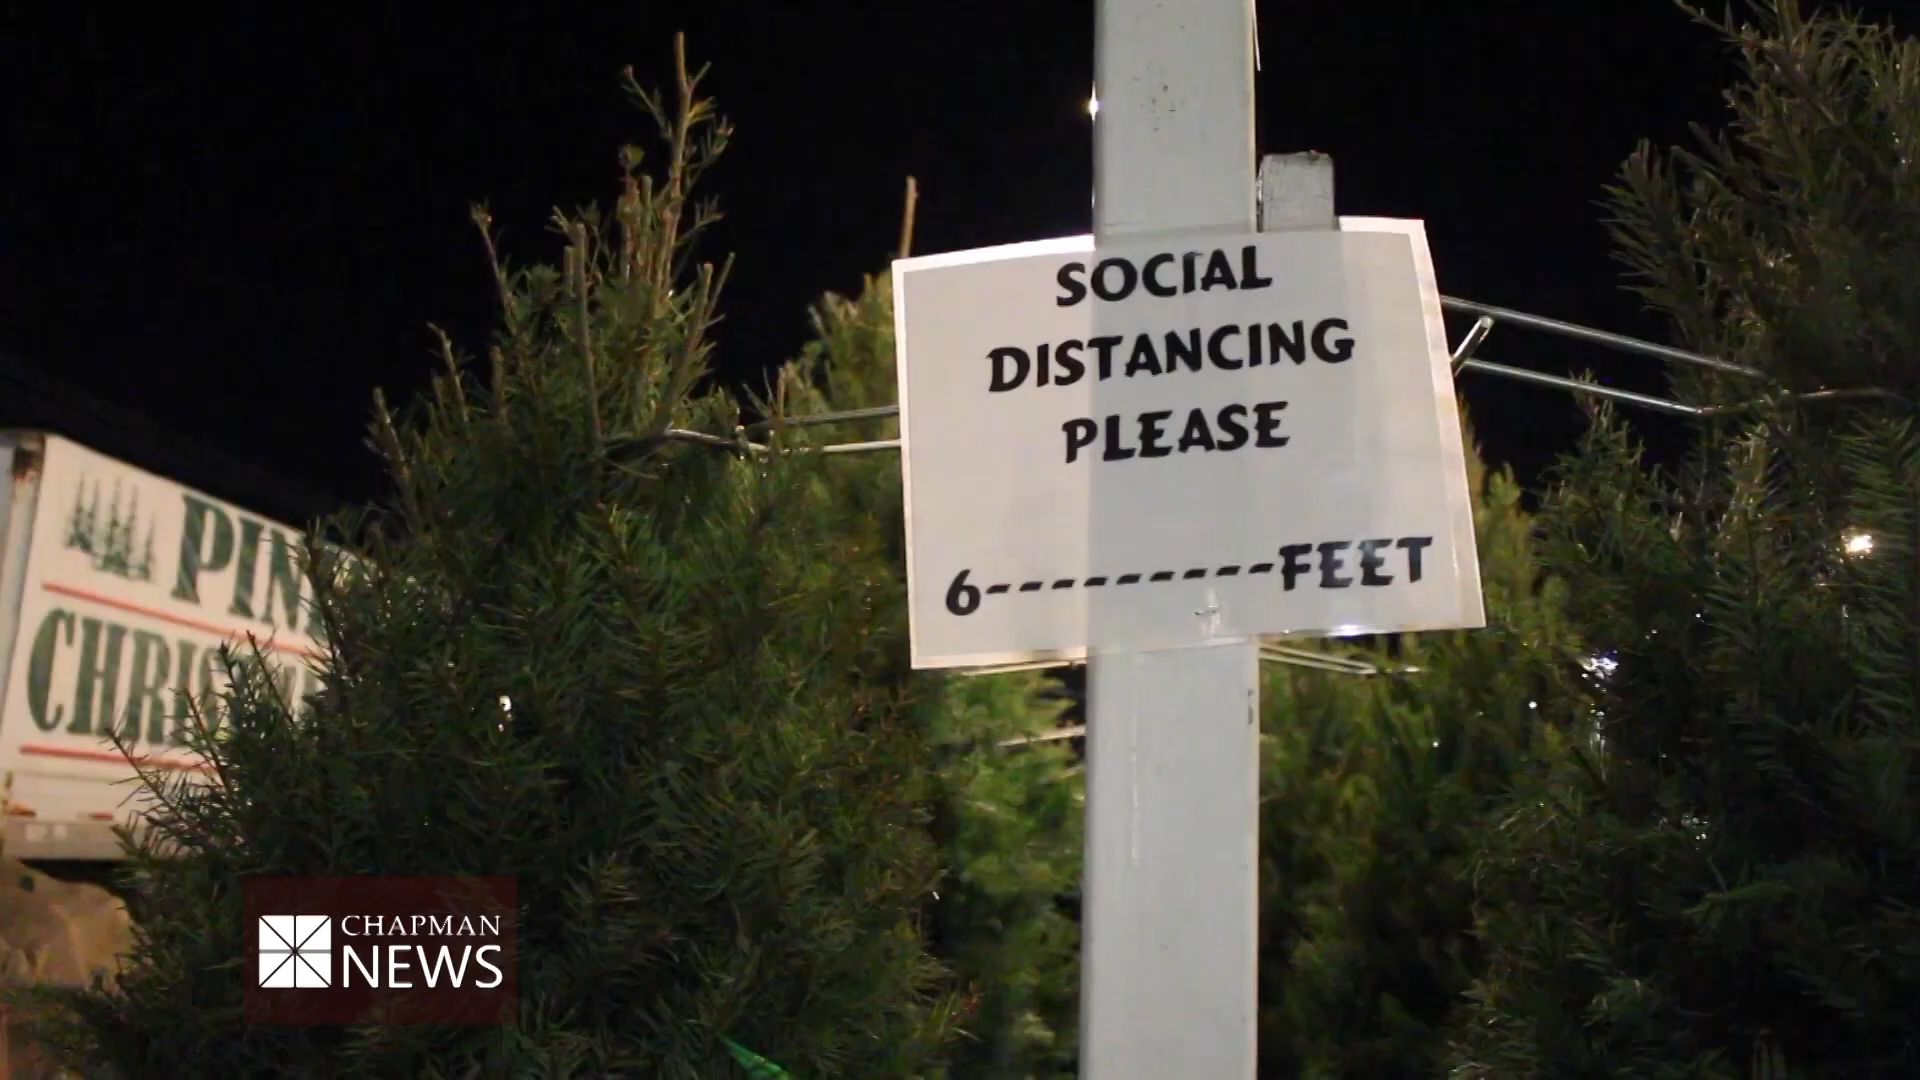 SOCIAL
DISTANCING
PLEASE
6----------FEET
CHAPMAN
NEWS